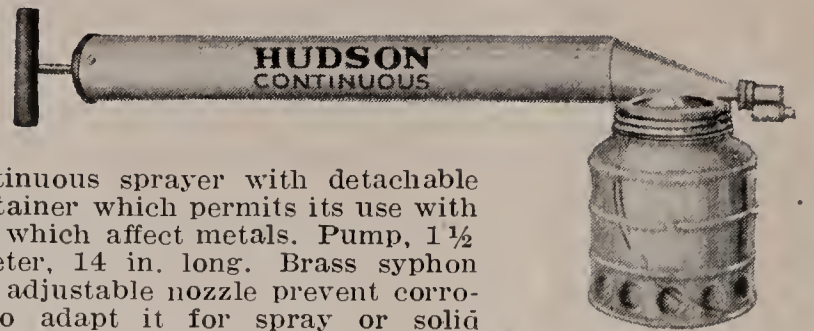 HUDSON
CONTINUOUS
tinuous sprayer with detachable
tainer which permits its use with
which affect metals. Pump, 1½
eter, 14 in. long. Brass syphon
adjustable nozzle prevent corro-
o adapt it for spray or solid